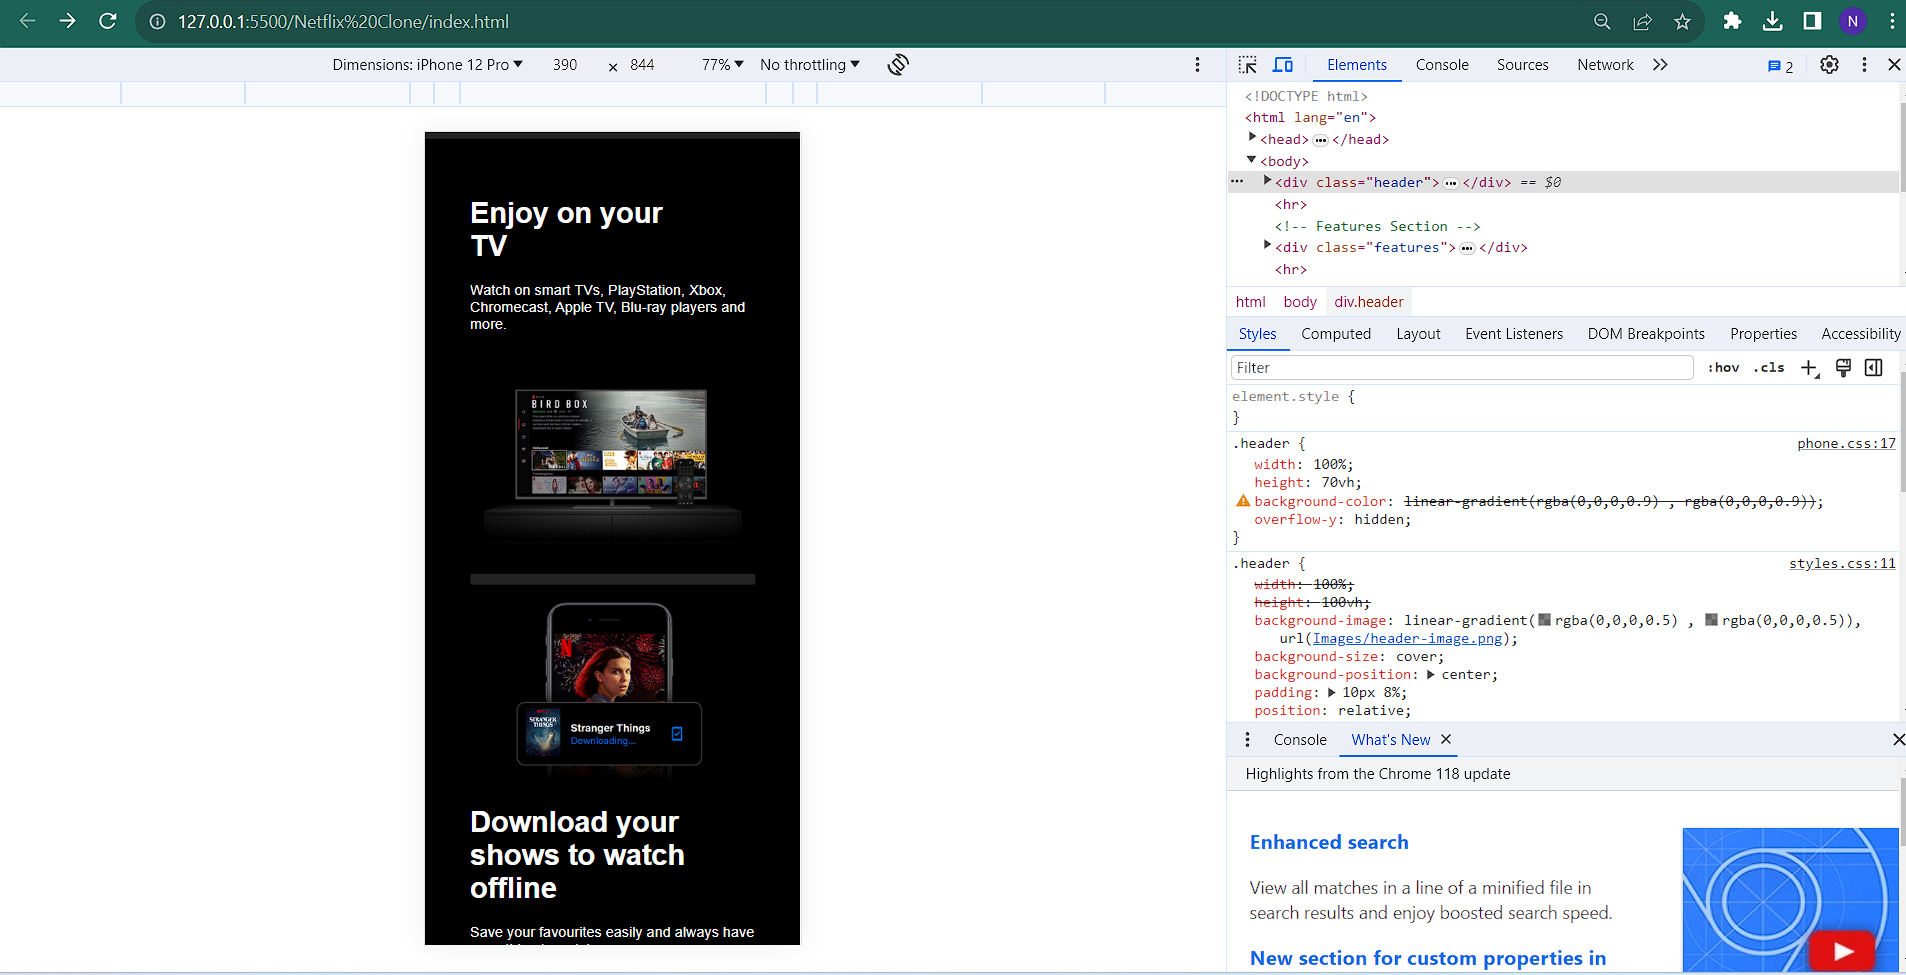 127.0.0.1:5500/Netflix%20Clone/index.html
N
Dimensions: iPhone 12 Pro ▼ 390 × 844 77% ▼ No throttling ▼
Elements Console Sources Network 2
Enjoy on your
TV
Watch on smart TVs, PlayStation, Xbox,
Chromecast, Apple TV, Blu-ray players and
more.
BIRD BOX
N
STRANGER
THINGS
Stranger Things
Downloading...
Download your
shows to watch
offline
Save your favourites easily and always have
<!DOCTYPE html>
<html lang="en">
<head> ••• </head>
<body>
••• <div class="header"> ••• </div> == $0
<hr>
<!-- Features Section -->
<div class="features"> ••• </div>
<hr>
html body div.header
Styles Computed Layout Event Listeners DOM Breakpoints Properties Accessibility
Filter :hov .cls
element.style {
}
.header { phone.css:17
width: 100%;
height: 70vh;
background-color: linear-gradient(rgba(0,0,0,0.9) , rgba(0,0,0,0.9));
overflow-y: hidden;
}
.header { styles.css:11
width: 100%;
height: 100vh;
background-image: linear-gradient( rgba(0,0,0,0.5) , rgba(0,0,0,0.5)),
url(Images/header-image.png);
background-size: cover;
background-position: center;
padding: 10px 8%;
position: relative;
Console What's New
Highlights from the Chrome 118 update
Enhanced search
View all matches in a line of a minified file in
search results and enjoy boosted search speed.
New section for custom properties in